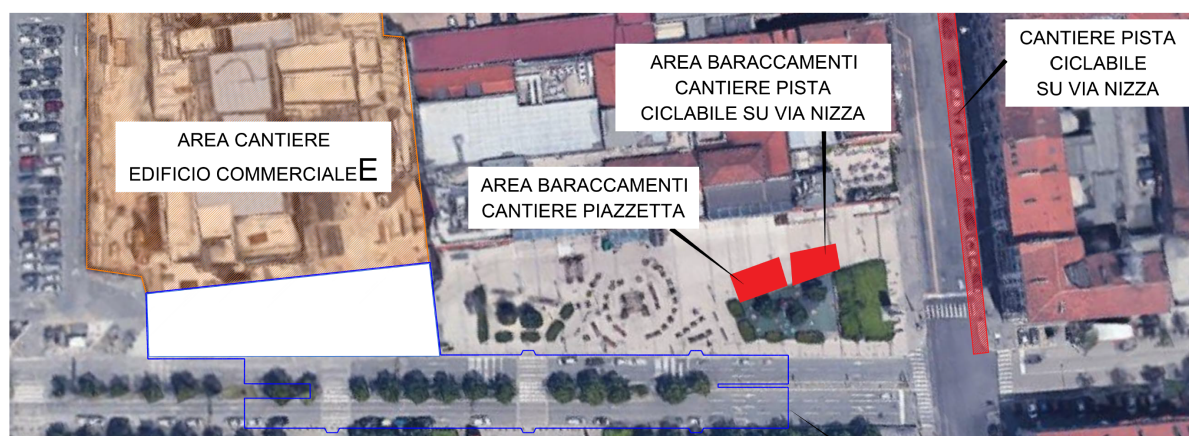 AREA CANTIERE
EDIFICIO COMMERCIALEE
AREA BARACCAMENTI
CANTIERE PIAZZETTA
AREA BARACCAMENTI
CANTIERE PISTA
CICLABILE SU VIA NIZZA
CANTIERE PISTA
CICLABILE
SU VIA NIZZA